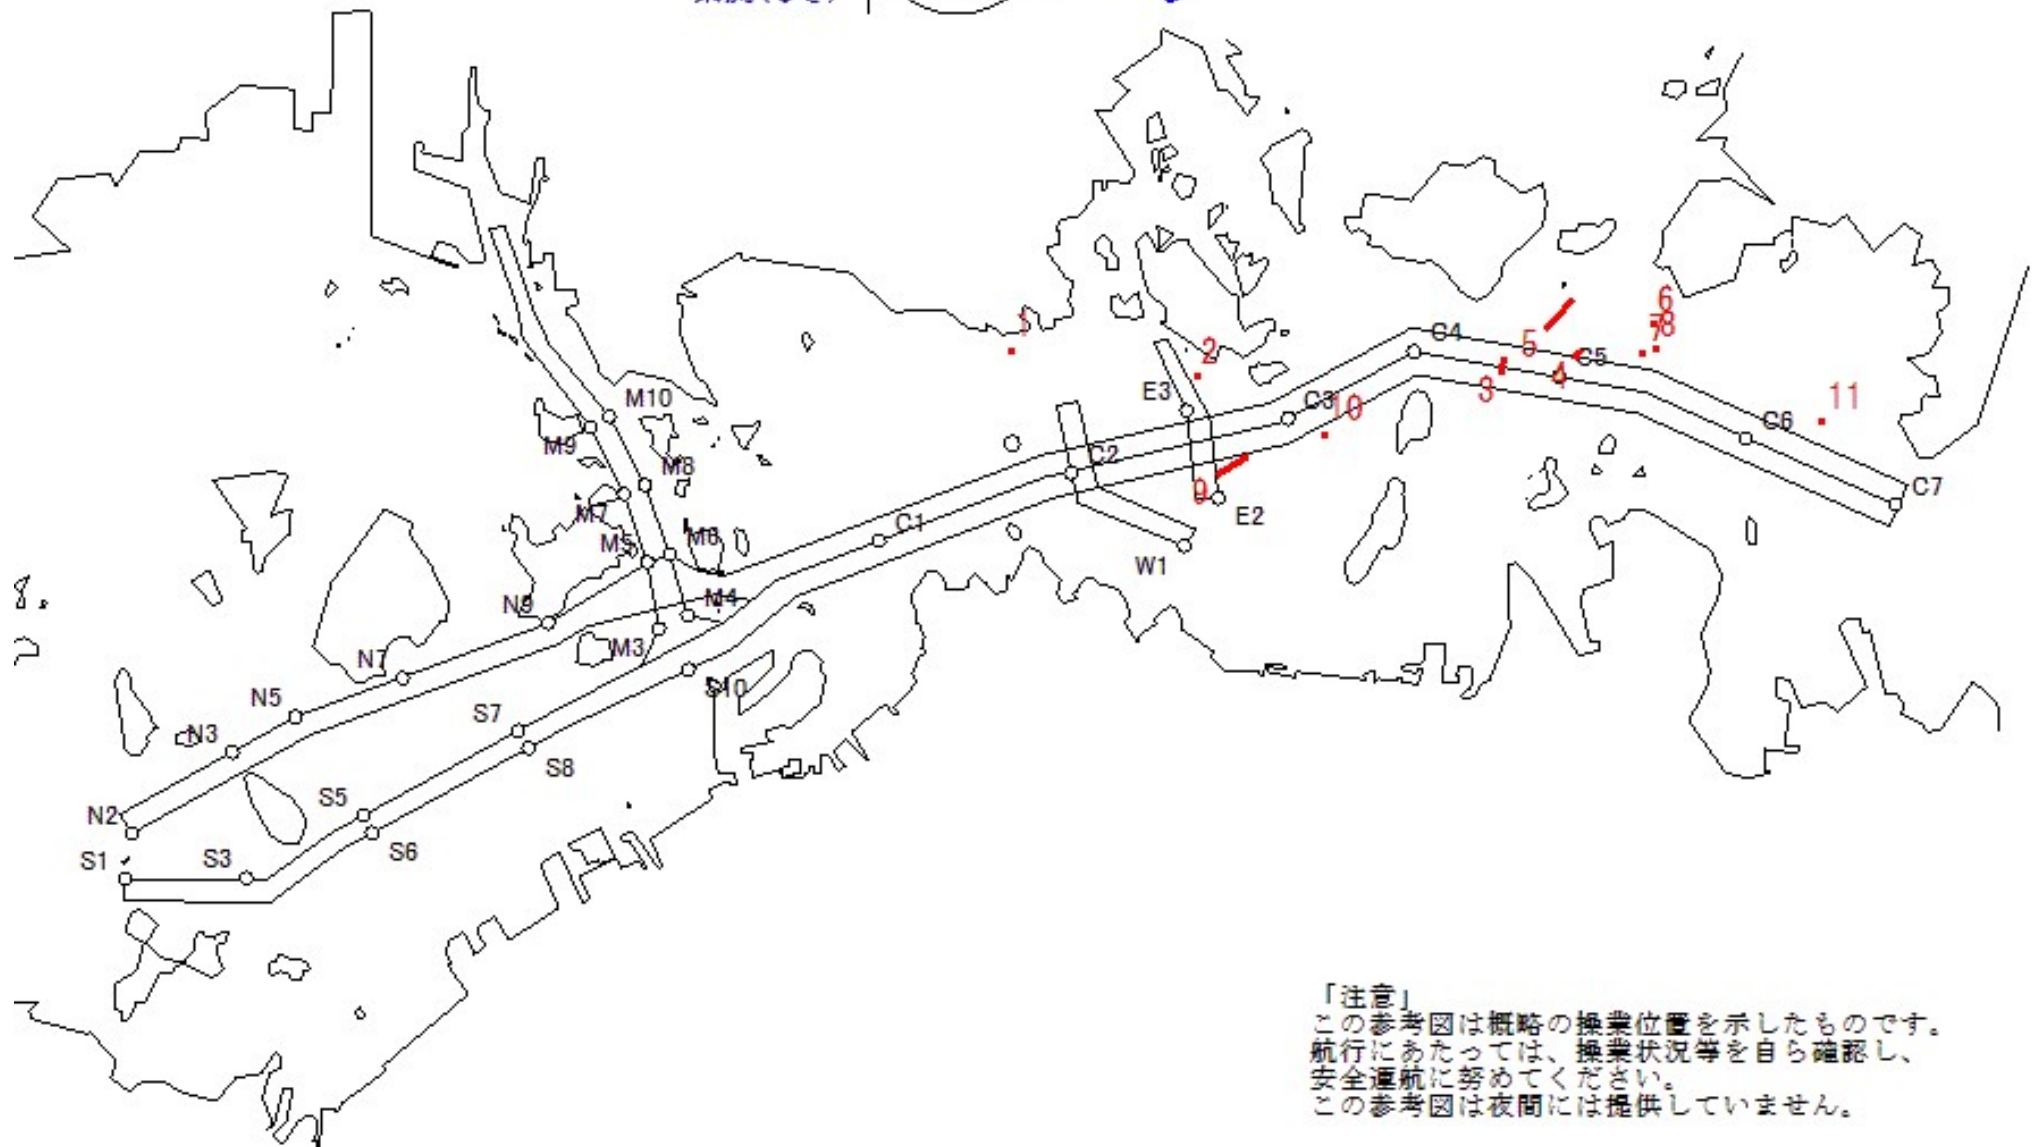 1
6
8
7
C4
5
C5
2
4
3
E3
C3
10
11
C6
M10
M9
M8
C2
9
E2
C7
M7
C1
M5
M6
W1
N9
M4
M3
N7
S10
N5
S7
N3
S8
S5
N2
S6
S1
S3
「注意」
この参考図は概略の操業位置を示したものです。
航行にあたっては、操業状況等を自ら確認し、
安全運航に努めてください。
この参考図は夜間には提供していません。